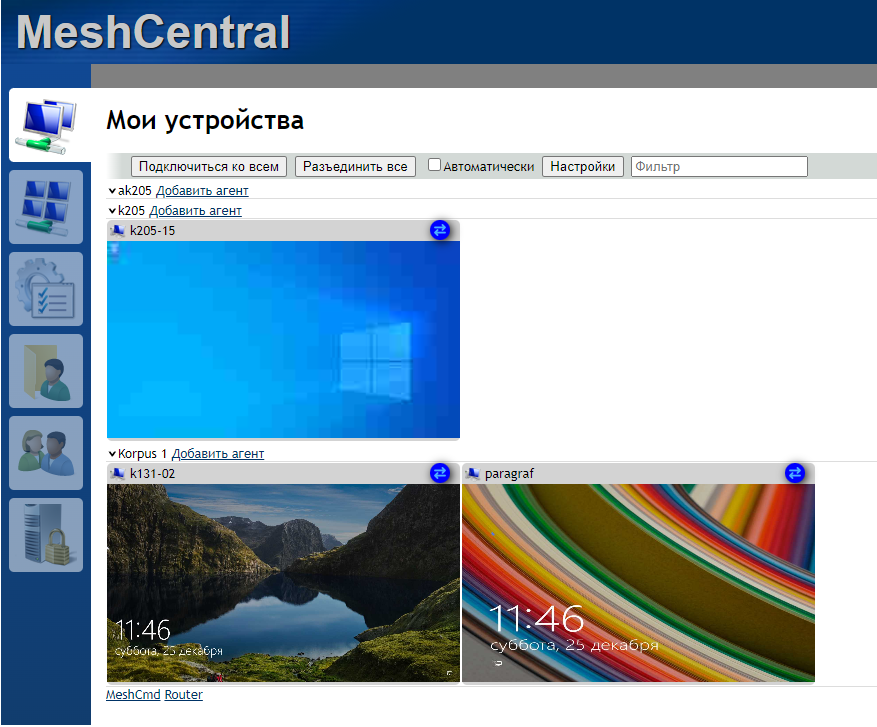 MeshCentral
Мои устройства
Подключиться ко всем Разъединить все Автоматически Настройки Фильтр
ak205 Добавить агент
k205 Добавить агент
k205-15
Korpus 1 Добавить агент
k131-02 paragraf
11:46 11:46
суббота, 25 декабря суббота, 25 декабря
MeshCmd Router